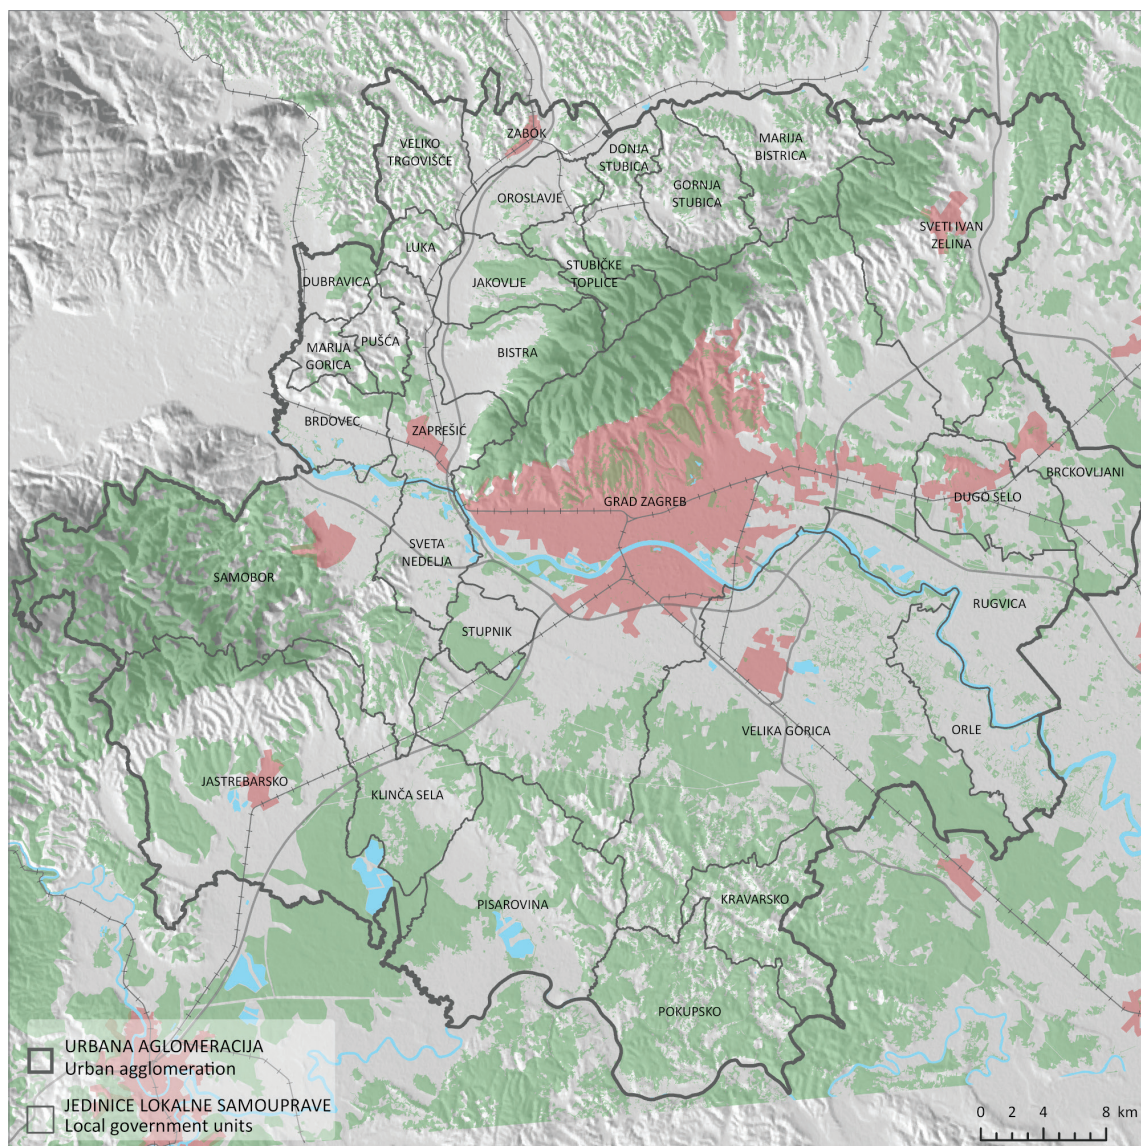 ZABOK
VELIKO
TRGOVIŠĆE
DONJA
STUBICA
MARIJA
BISTRICA
GORNJA
STUBICA
OROSLAVJE
SVETI IVAN
ZELINA
LUKA
STUBIČKE
TOPLICE
DUBRAVICA
JAKOVLJE
PUŠĆA
MARIJA
GORICA
BISTRA
BRDOVEC
ZAPREŠIĆ
GRAD ZAGREB
BRCKOVLJANI
DUGO SELO
SVETA
NEDELJA
SAMOBOR
RUGVICA
STUPNIK
VELIKA GORICA
ORLE
JASTREBARSKO
KLINČA SELA
PISAROVINA
KRAVARSKO
POKUPSKO
URBANA AGLOMERACIJA
Urban agglomeration
JEDINICE LOKALNE SAMOUPRAVE
Local government units
0 2 4 8 km